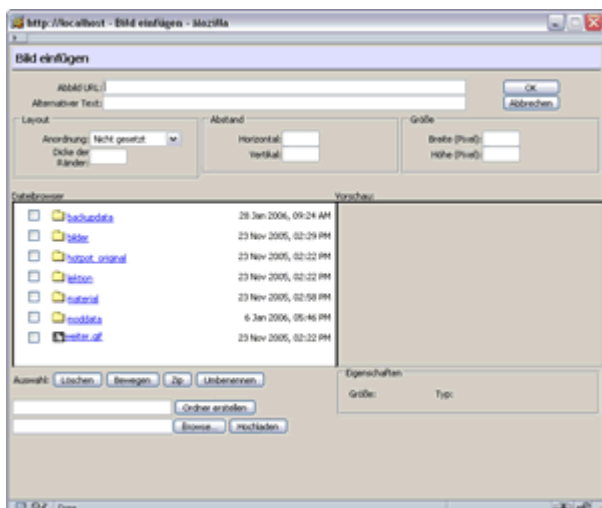 http://localhost - Bild einfügen - Mozilla
Bild einfügen
Abbild URL:
OK
Alternativer Text:
Abbrechen
Layout
Abstand
Größe
Anordnung: Nicht gesetzt
Horizontal:
Breite (Pixel):
Dicke der Ränder:
Vertikal:
Höhe (Pixel):
Dateibrowser
Vorschau:
backupdata 28 Jan 2006, 09:24 AM
bilder 23 Nov 2005, 02:29 PM
hotpot_original 23 Nov 2005, 02:22 PM
lektion 23 Nov 2005, 02:22 PM
material 23 Nov 2005, 02:58 PM
moddata 6 Jan 2006, 05:46 PM
weiter.gif 23 Nov 2005, 02:22 PM
Eigenschaften
Auswahl: Löschen Bewegen Zip Umbenennen
Größe: Typ:
Ordner erstellen
Browse... Hochladen
Done